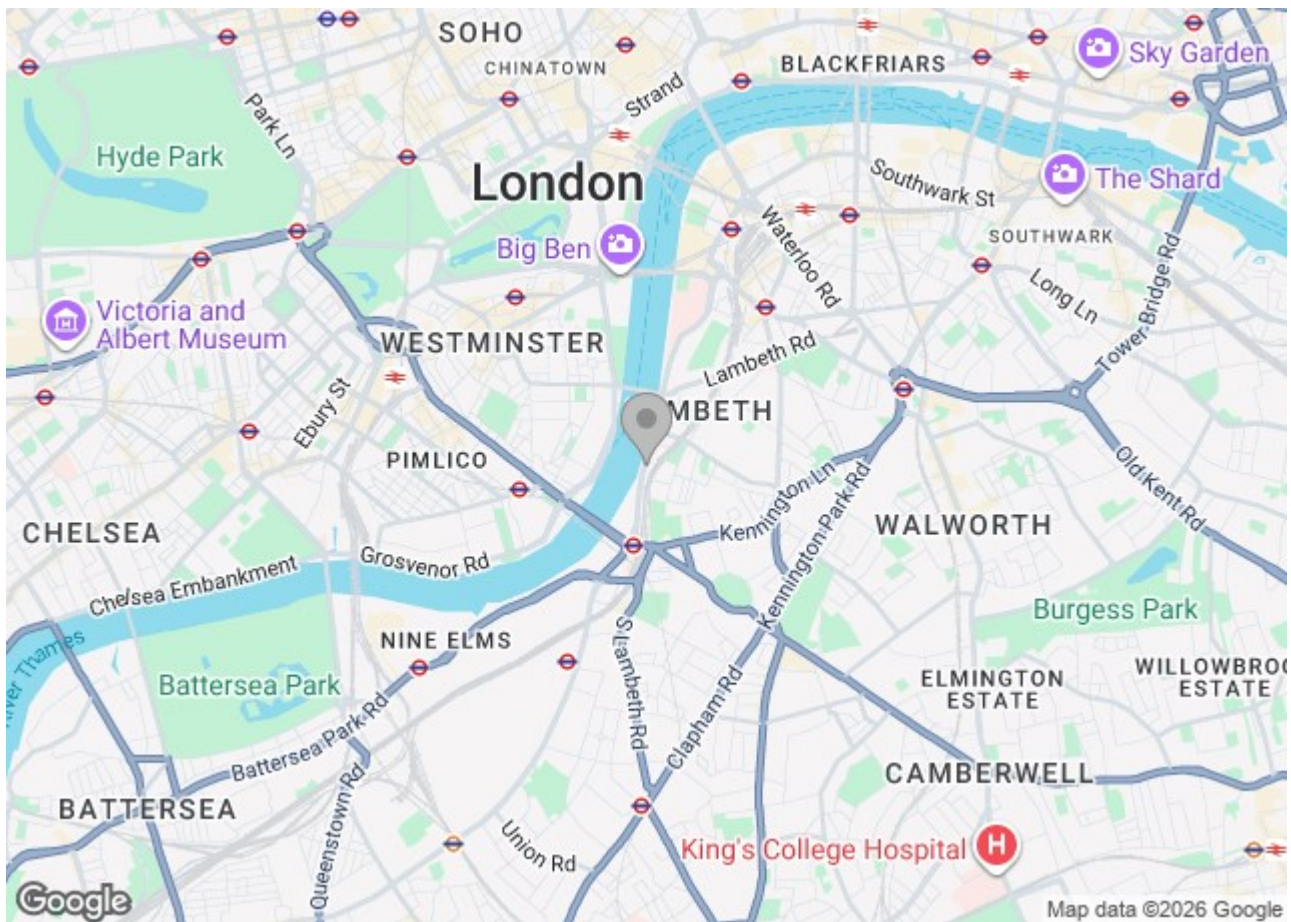 SOHO
CHINATOWN
BLACKFRIARS
Sky Garden
Strand
Park Ln
Hyde Park
London
Southwark St
The Shard
Waterloo Rd
SOUTHWARK
Big Ben
Long Ln
Tower Bridge Rd
Victoria and
Albert Museum
WESTMINSTER
Lambeth Rd
Ebury St
MBETH
PIMLICO
Kennington Ln
Kennington Park Rd
Old Kent Rd
CHELSEA
WALWORTH
Grosvenor Rd
Chelsea Embankment
Burgess Park
River Thames
NINE ELMS
S Lambeth Rd
Battersea Park
ELMINGTON
ESTATE
WILLOWBROO
ESTATE
Clapham Rd
Battersea Park Rd
CAMBERWELL
BATTERSEA
Queenstown Rd
Union Rd
King's College Hospital
H
Google
Map data ©2026 Google